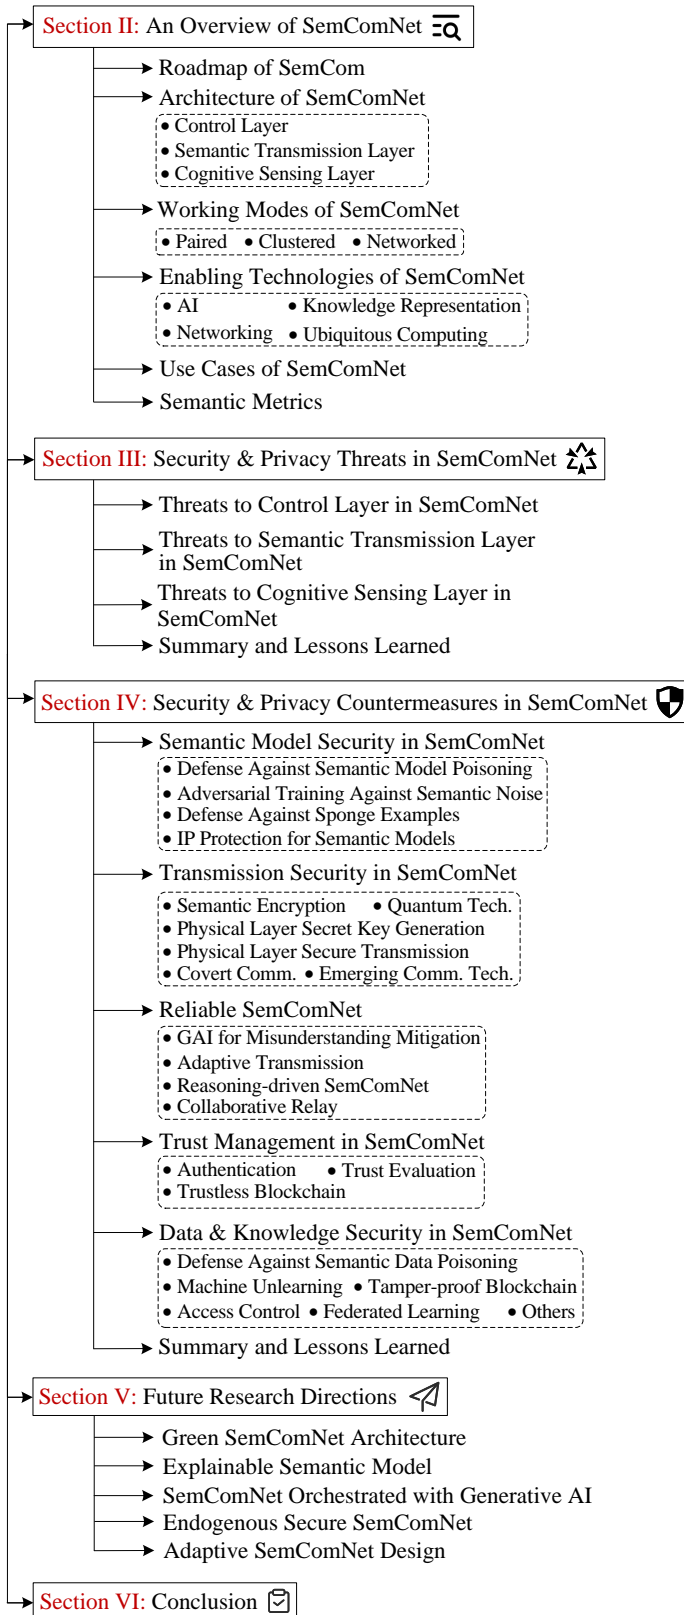 Section II: An Overview of SemComNet
Roadmap of SemCom
Architecture of SemComNet
• Control Layer
• Semantic Transmission Layer
• Cognitive Sensing Layer
Working Modes of SemComNet
• Paired • Clustered • Networked
Enabling Technologies of SemComNet
• AI • Knowledge Representation
• Networking • Ubiquitous Computing
Use Cases of SemComNet
Semantic Metrics
Section III: Security & Privacy Threats in SemComNet
Threats to Control Layer in SemComNet
Threats to Semantic Transmission Layer
in SemComNet
Threats to Cognitive Sensing Layer in
SemComNet
Summary and Lessons Learned
Section IV: Security & Privacy Countermeasures in SemComNet
Semantic Model Security in SemComNet
• Defense Against Semantic Model Poisoning
• Adversarial Training Against Semantic Noise
• Defense Against Sponge Examples
• IP Protection for Semantic Models
Transmission Security in SemComNet
• Semantic Encryption • Quantum Tech.
• Physical Layer Secret Key Generation
• Physical Layer Secure Transmission
• Covert Comm. • Emerging Comm. Tech.
Reliable SemComNet
• GAI for Misunderstanding Mitigation
• Adaptive Transmission
• Reasoning-driven SemComNet
• Collaborative Relay
Trust Management in SemComNet
• Authentication • Trust Evaluation
• Trustless Blockchain
Data & Knowledge Security in SemComNet
• Defense Against Semantic Data Poisoning
• Machine Unlearning • Tamper-proof Blockchain
• Access Control • Federated Learning • Others
Summary and Lessons Learned
Section V: Future Research Directions
Green SemComNet Architecture
Explainable Semantic Model
SemComNet Orchestrated with Generative AI
Endogenous Secure SemComNet
Adaptive SemComNet Design
Section VI: Conclusion